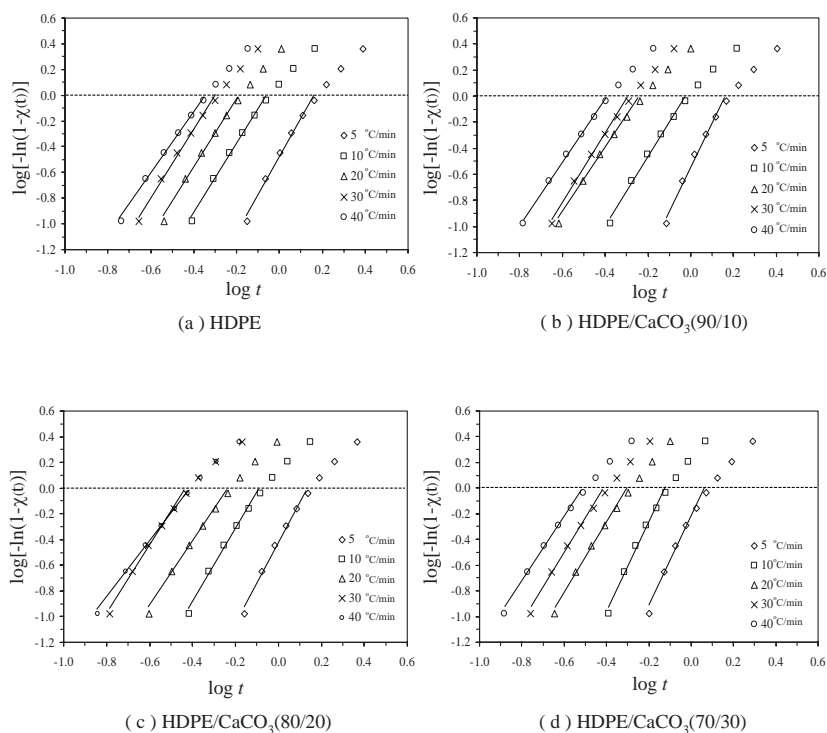 0.6
0.4
0.2
0.0
-0.2
-0.4
-0.6
-0.8
-1.0
-1.2
log[-ln(1-χ(t))]
5 °C/min
10 °C/min
20 °C/min
30 °C/min
40 °C/min
-1.0 -0.8 -0.6 -0.4 -0.2 0.0 0.2 0.4 0.6
log t
( a ) HDPE
0.6
0.4
0.2
0.0
-0.2
-0.4
-0.6
-0.8
-1.0
-1.2
log[-ln(1-χ(t))]
5 °C/min
10 °C/min
20 °C/min
30 °C/min
40 °C/min
-1.0 -0.8 -0.6 -0.4 -0.2 0.0 0.2 0.4 0.6
log t
( b ) HDPE/CaCO3(90/10)
0.6
0.4
0.2
0.0
-0.2
-0.4
-0.6
-0.8
-1.0
-1.2
log[-ln(1-χ(t))]
5 °C/min
10 °C/min
20 °C/min
30 °C/min
40 °C/min
-1.0 -0.8 -0.6 -0.4 -0.2 0.0 0.2 0.4 0.6
log t
( c ) HDPE/CaCO3(80/20)
0.6
0.4
0.2
0.0
-0.2
-0.4
-0.6
-0.8
-1.0
-1.2
log[-ln(1-χ(t))]
5 °C/min
10 °C/min
20 °C/min
30 °C/min
40 °C/min
-1.0 -0.8 -0.6 -0.4 -0.2 0.0 0.2 0.4 0.6
log t
( d ) HDPE/CaCO3(70/30)